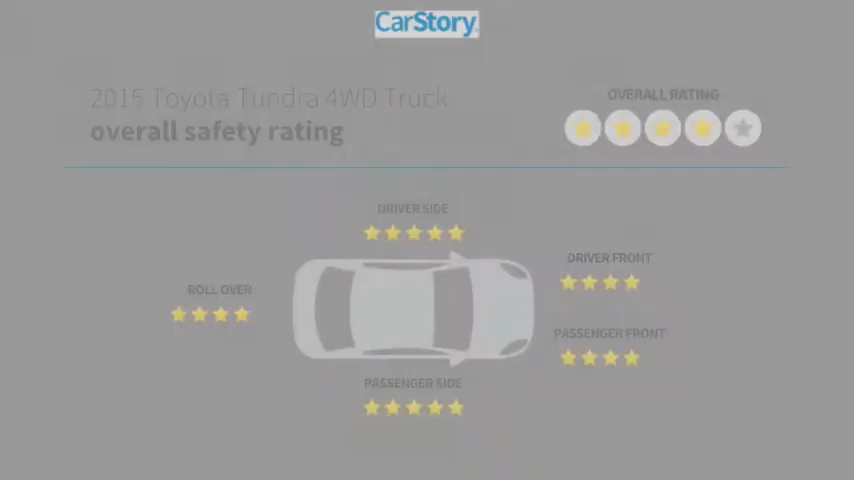 CarStory
2015 Toyota Tundra 4WD Truck
overall safety rating
OVERALL RATING
DRIVER SIDE
DRIVER FRONT
ROLL OVER
PASSENGER FRONT
PASSENGER SIDE